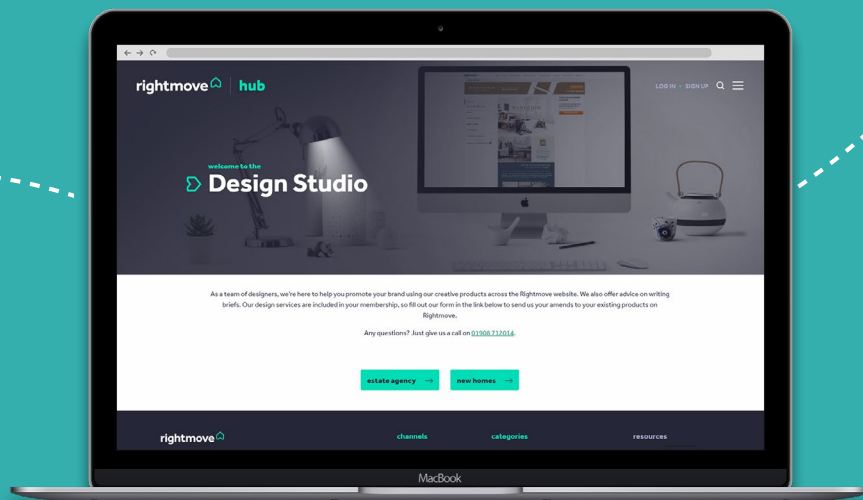 rightmove hub
LOG IN • SIGN UP
welcome to the
Design Studio
As a team of designers, we're here to help you promote your brand using our creative products across the Rightmove website. We also offer advice on writing
briefs. Our design services are included in your membership, so fill out our form in the link below to send us your amends to your existing products on
Rightmove.
Any questions? Just give us a call on 01908 712014.
estate agency → new homes →
rightmove channels categories resources
MacBook